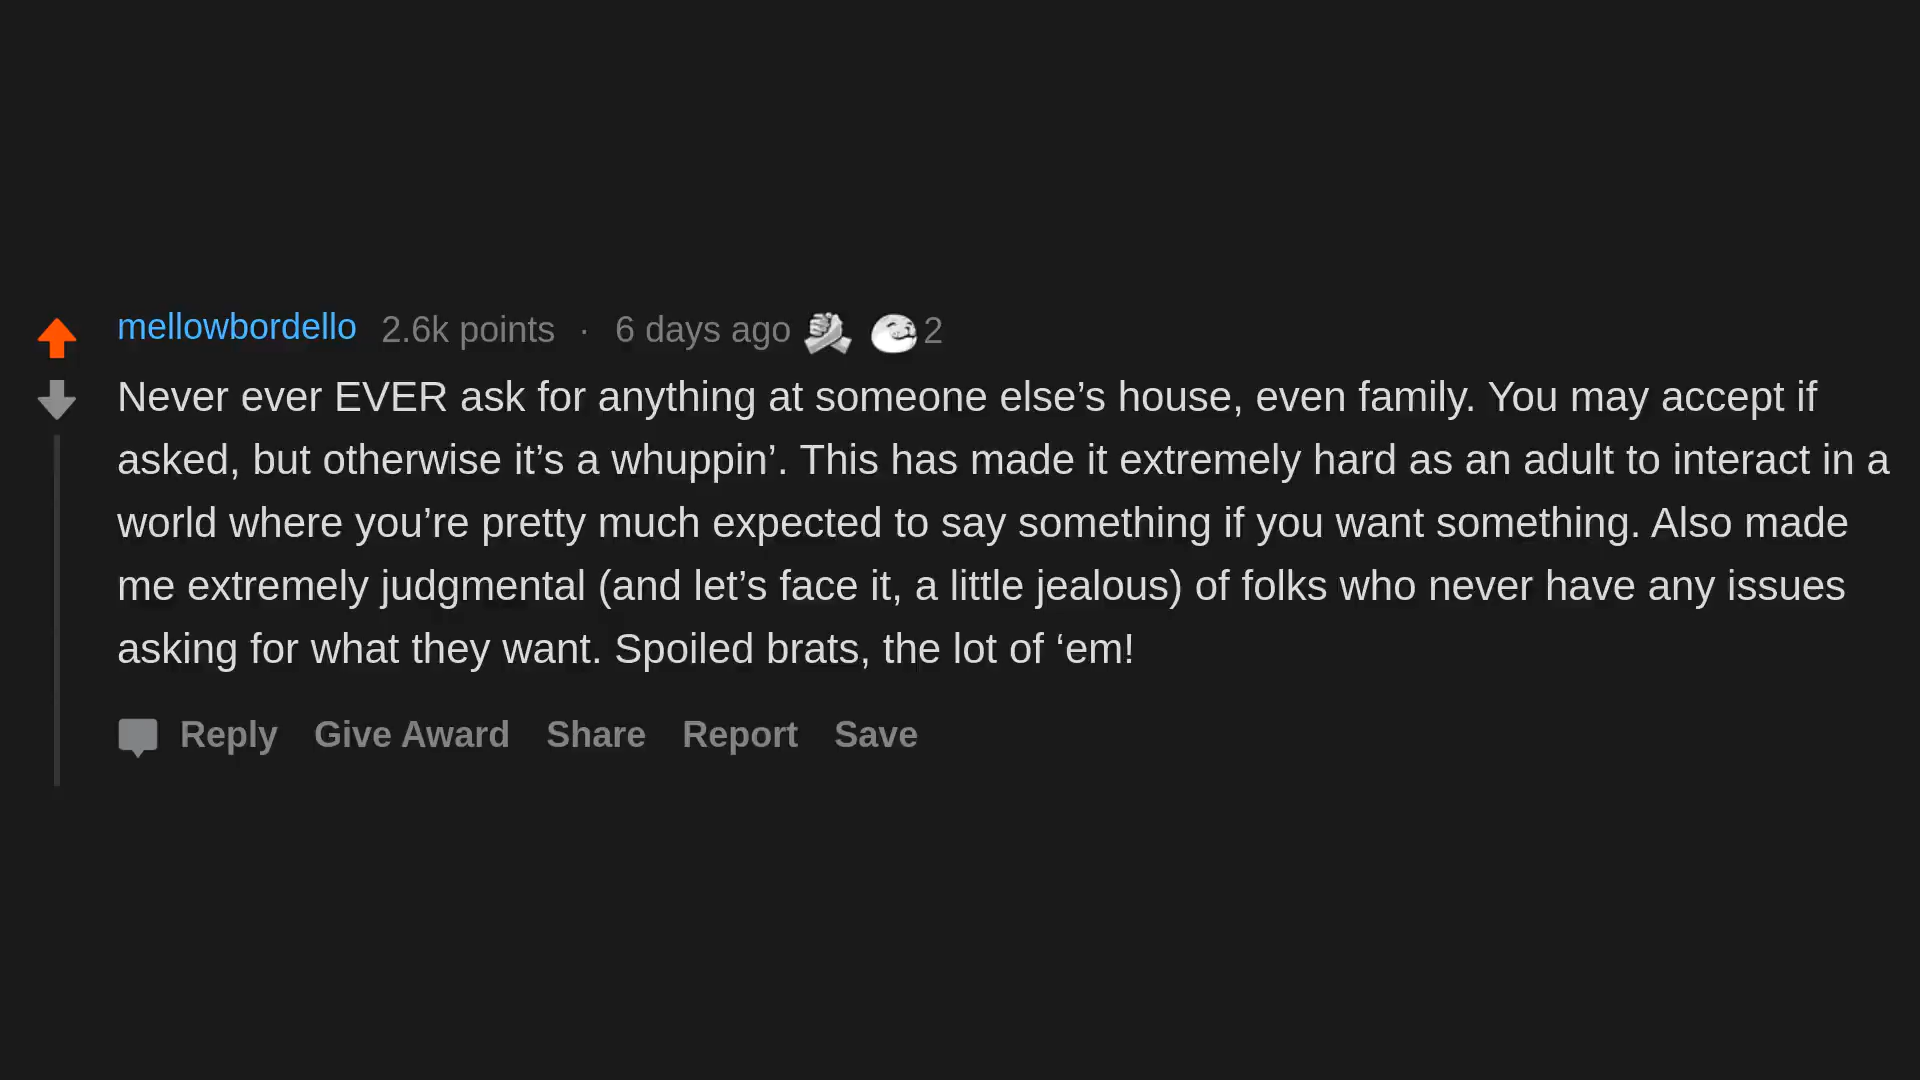 mellowbordello 2.6k points · 6 days ago 2
Never ever EVER ask for anything at someone else’s house, even family. You may accept if
asked, but otherwise it’s a whuppin’. This has made it extremely hard as an adult to interact in a
world where you’re pretty much expected to say something if you want something. Also made
me extremely judgmental (and let’s face it, a little jealous) of folks who never have any issues
asking for what they want. Spoiled brats, the lot of ‘em!
Reply Give Award Share Report Save